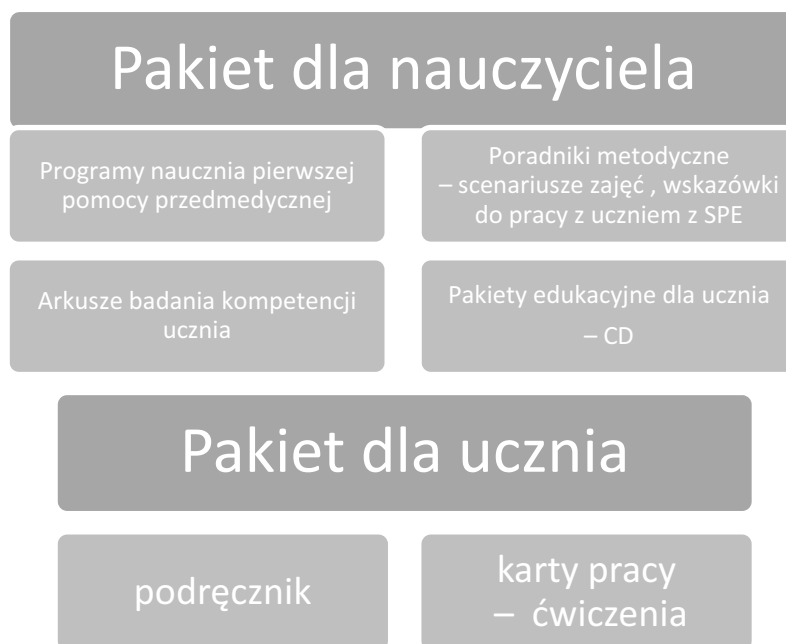 Pakiet dla nauczyciela
Programy naucznia pierwszej
pomocy przedmedycznej
Poradniki metodyczne
– scenariusze zajęć , wskazówki
do pracy z uczniem z SPE
Arkusze badania kompetencji
ucznia
Pakiety edukacyjne dla ucznia
– CD
Pakiet dla ucznia
podręcznik
karty pracy
– ćwiczenia